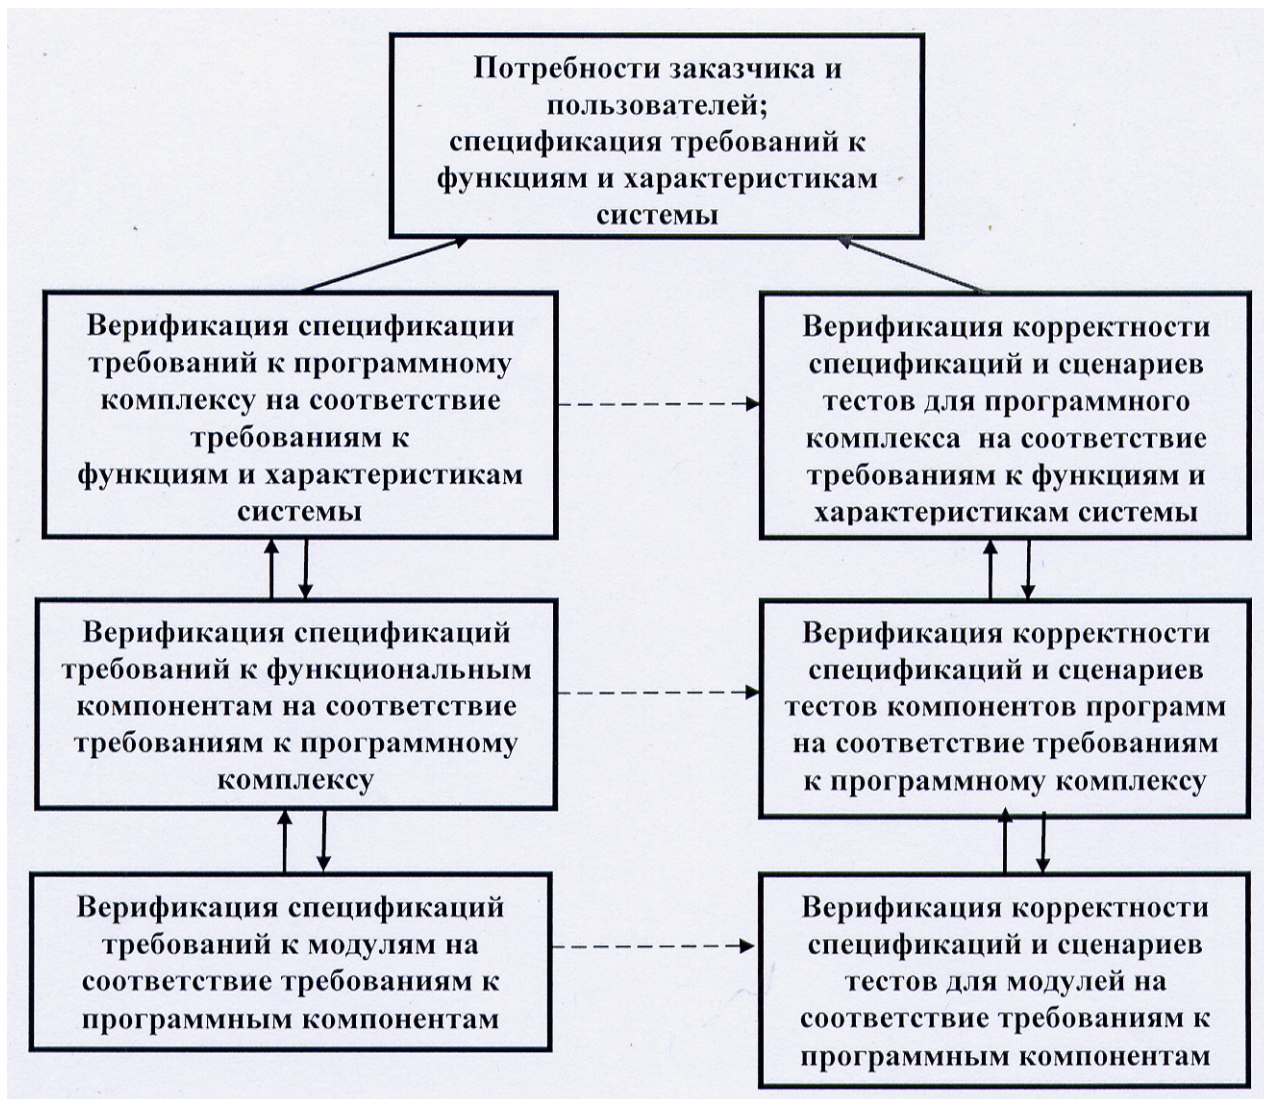 Потребности заказчика и
пользователей;
спецификация требований к
функциям и характеристикам
системы
Верификация спецификации
требований к программному
комплексу на соответствие
требованиям к
функциям и характеристикам
системы
Верификация корректности
спецификаций и сценариев
тестов для программного
комплекса на соответствие
требованиям к функциям и
характеристикам системы
Верификация спецификаций
требований к функциональным
компонентам на соответствие
требованиям к программному
комплексу
Верификация корректности
спецификаций и сценариев
тестов компонентов программ
на соответствие требованиям
к программному комплексу
Верификация спецификаций
требований к модулям на
соответствие требованиям к
программным компонентам
Верификация корректности
спецификаций и сценариев
тестов для модулей на
соответствие требованиям к
программным компонентам